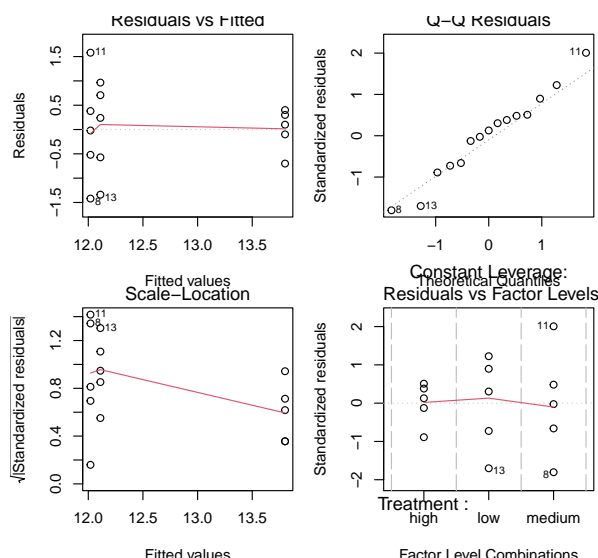 Residuals vs Fitted
Residuals
1.5
0.5
−0.5
−1.5
11
8
13
12.0
12.5
13.0
13.5
Fitted values
Q−Q Residuals
Standardized residuals
2
1
0
−1
11
8
13
−1
0
1
Theoretical Quantiles
Scale−Location
√|Standardized residuals|
1.2
0.8
0.4
0.0
11
8
13
12.0
12.5
13.0
13.5
Fitted values
Constant Leverage:
Residuals vs Factor Levels
Standardized residuals
2
1
0
−1
−2
11
13
8
Treatment :
high
low
medium
Factor Level Combinations